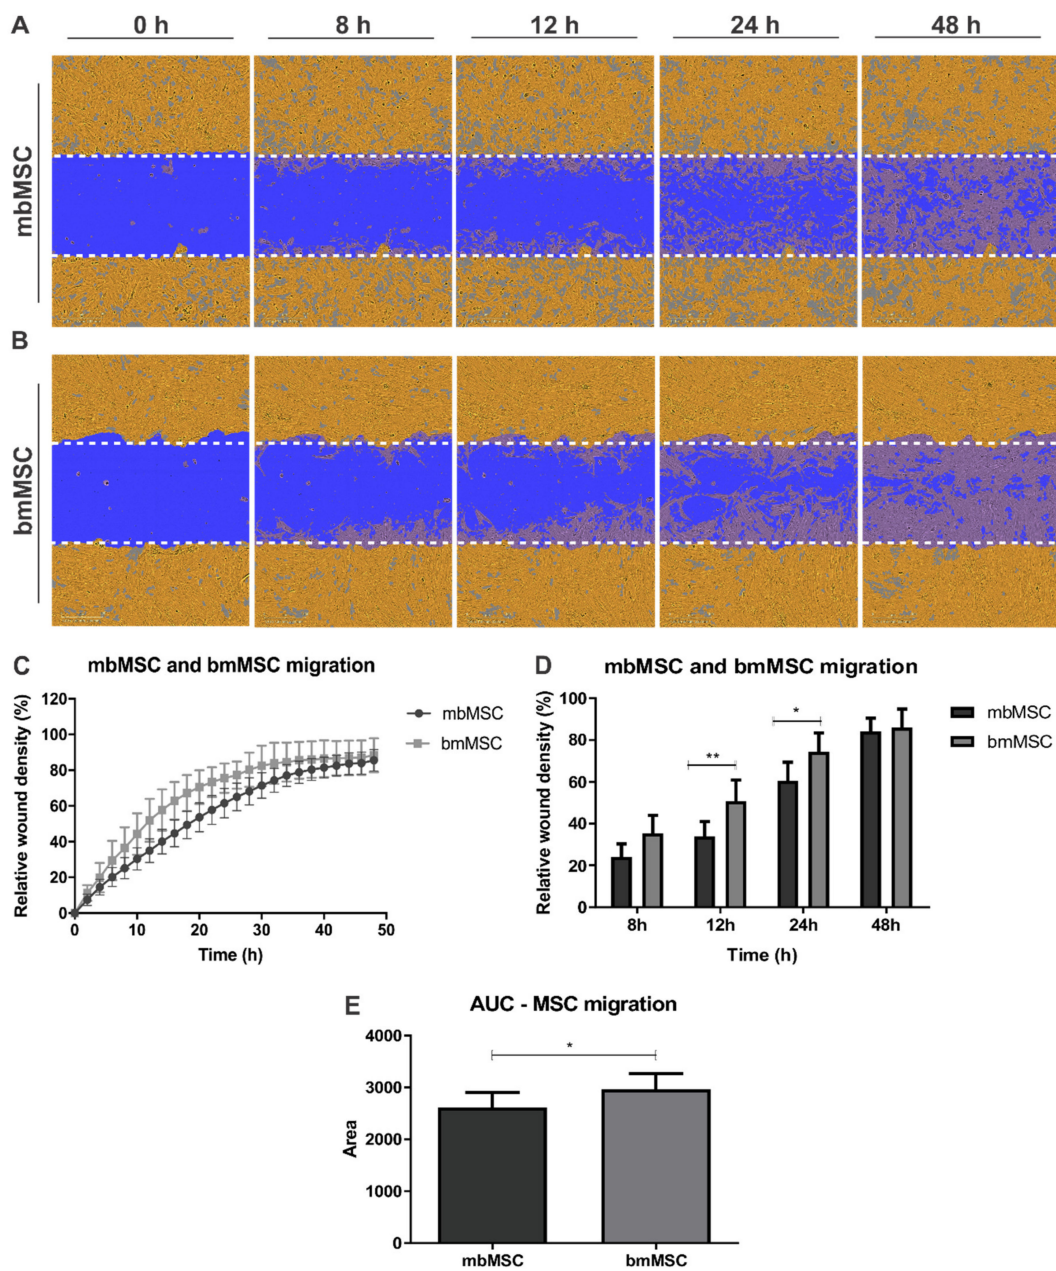 A
0 h
8 h
12 h
24 h
48 h
mbMSC
B
bmMSC
C
mbMSC and bmMSC migration
Relative wound density (%)
120
100
80
60
40
20
0
0
10
20
30
40
50
Time (h)
mbMSC
bmMSC
D
mbMSC and bmMSC migration
Relative wound density (%)
100
80
60
40
20
0
**
*
8h
12h
24h
48h
Time (h)
mbMSC
bmMSC
E
AUC - MSC migration
Area
4000
3000
2000
1000
0
*
mbMSC
bmMSC